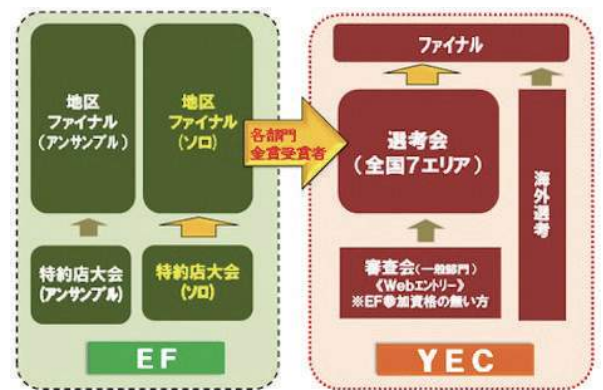 地区
ファイナル
(アンサンブル)
地区
ファイナル
(ソロ)
特約店大会
(アンサンブル)
特約店大会
(ソロ)
EF
各部門
金賞受賞者
ファイナル
選考会
(全国7エリア)
海外選考
審査会(一般部門)
《Webエントリー》
※EF参加資格の無い方
YEC